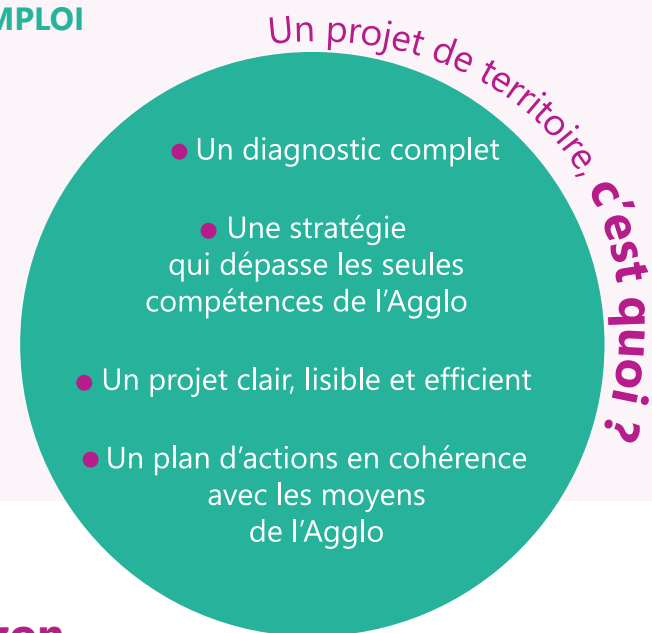 Un projet de territoire, c'est quoi ?
● Un diagnostic complet
● Une stratégie
qui dépasse les seules
compétences de l'Agglo
● Un projet clair, lisible et efficient
● Un plan d'actions en cohérence
avec les moyens
de l'Agglo